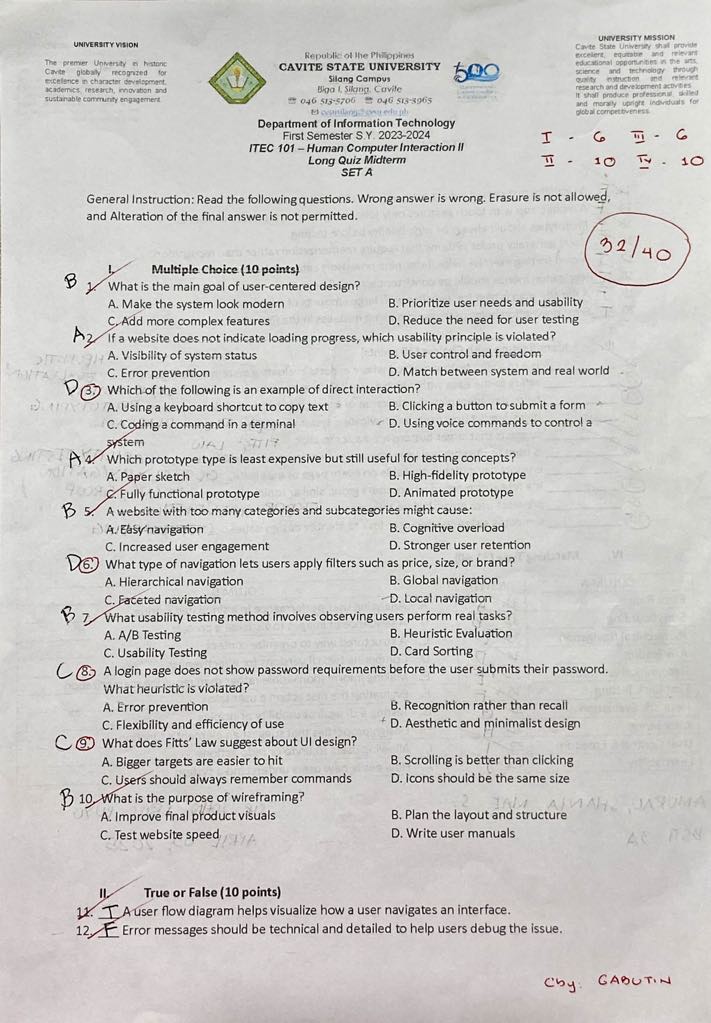 UNIVERSITY VISION
The premier University in historic
Cavite globally recognized for
excellence in character development,
academics, research, innovation and
sustainable community engagement
Republic of the Philippines
CAVITE STATE UNIVERSITY
Silang Campus
Biga I, Silang, Cavite
☎ 046 513-5706 ☎ 046 513-3965
Department of Information Technology
First Semester S.Y. 2023-2024
ITEC 101 – Human Computer Interaction II
Long Quiz Midterm
SET A
UNIVERSITY MISSION
Cavite State University shall provide
excellent, equitable and relevant
educational opportunities in the arts,
science and technology through
quality instruction and relevant
research and development activities
It shall produce professional, skilled
and morally upright individuals for
global competitiveness.
I - 6 III - 6
II - 10 IV - 10
General Instruction: Read the following questions. Wrong answer is wrong. Erasure is not allowed,
and Alteration of the final answer is not permitted.
32/40
I. Multiple Choice (10 points)
B 1. What is the main goal of user-centered design?
A. Make the system look modern B. Prioritize user needs and usability
C. Add more complex features D. Reduce the need for user testing
A 2. If a website does not indicate loading progress, which usability principle is violated?
A. Visibility of system status B. User control and freedom
C. Error prevention D. Match between system and real world
D 3. Which of the following is an example of direct interaction?
A. Using a keyboard shortcut to copy text B. Clicking a button to submit a form
C. Coding a command in a terminal D. Using voice commands to control a
system
A 4. Which prototype type is least expensive but still useful for testing concepts?
A. Paper sketch B. High-fidelity prototype
C. Fully functional prototype D. Animated prototype
B 5. A website with too many categories and subcategories might cause:
A. Easy navigation B. Cognitive overload
C. Increased user engagement D. Stronger user retention
D 6. What type of navigation lets users apply filters such as price, size, or brand?
A. Hierarchical navigation B. Global navigation
C. Faceted navigation D. Local navigation
B 7. What usability testing method involves observing users perform real tasks?
A. A/B Testing B. Heuristic Evaluation
C. Usability Testing D. Card Sorting
C 8. A login page does not show password requirements before the user submits their password.
What heuristic is violated?
A. Error prevention B. Recognition rather than recall
C. Flexibility and efficiency of use D. Aesthetic and minimalist design
C 9. What does Fitts' Law suggest about UI design?
A. Bigger targets are easier to hit B. Scrolling is better than clicking
C. Users should always remember commands D. Icons should be the same size
B 10. What is the purpose of wireframing?
A. Improve final product visuals B. Plan the layout and structure
C. Test website speed D. Write user manuals
II. True or False (10 points)
11. T A user flow diagram helps visualize how a user navigates an interface.
12. F Error messages should be technical and detailed to help users debug the issue.
Cby: GABUTIN